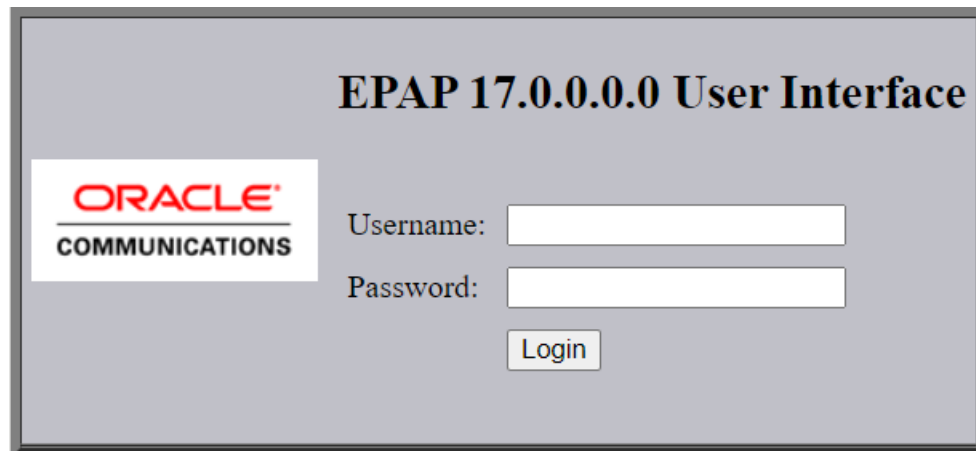 EPAP 17.0.0.0.0 User Interface
ORACLE
COMMUNICATIONS
Username:
Password:
Login